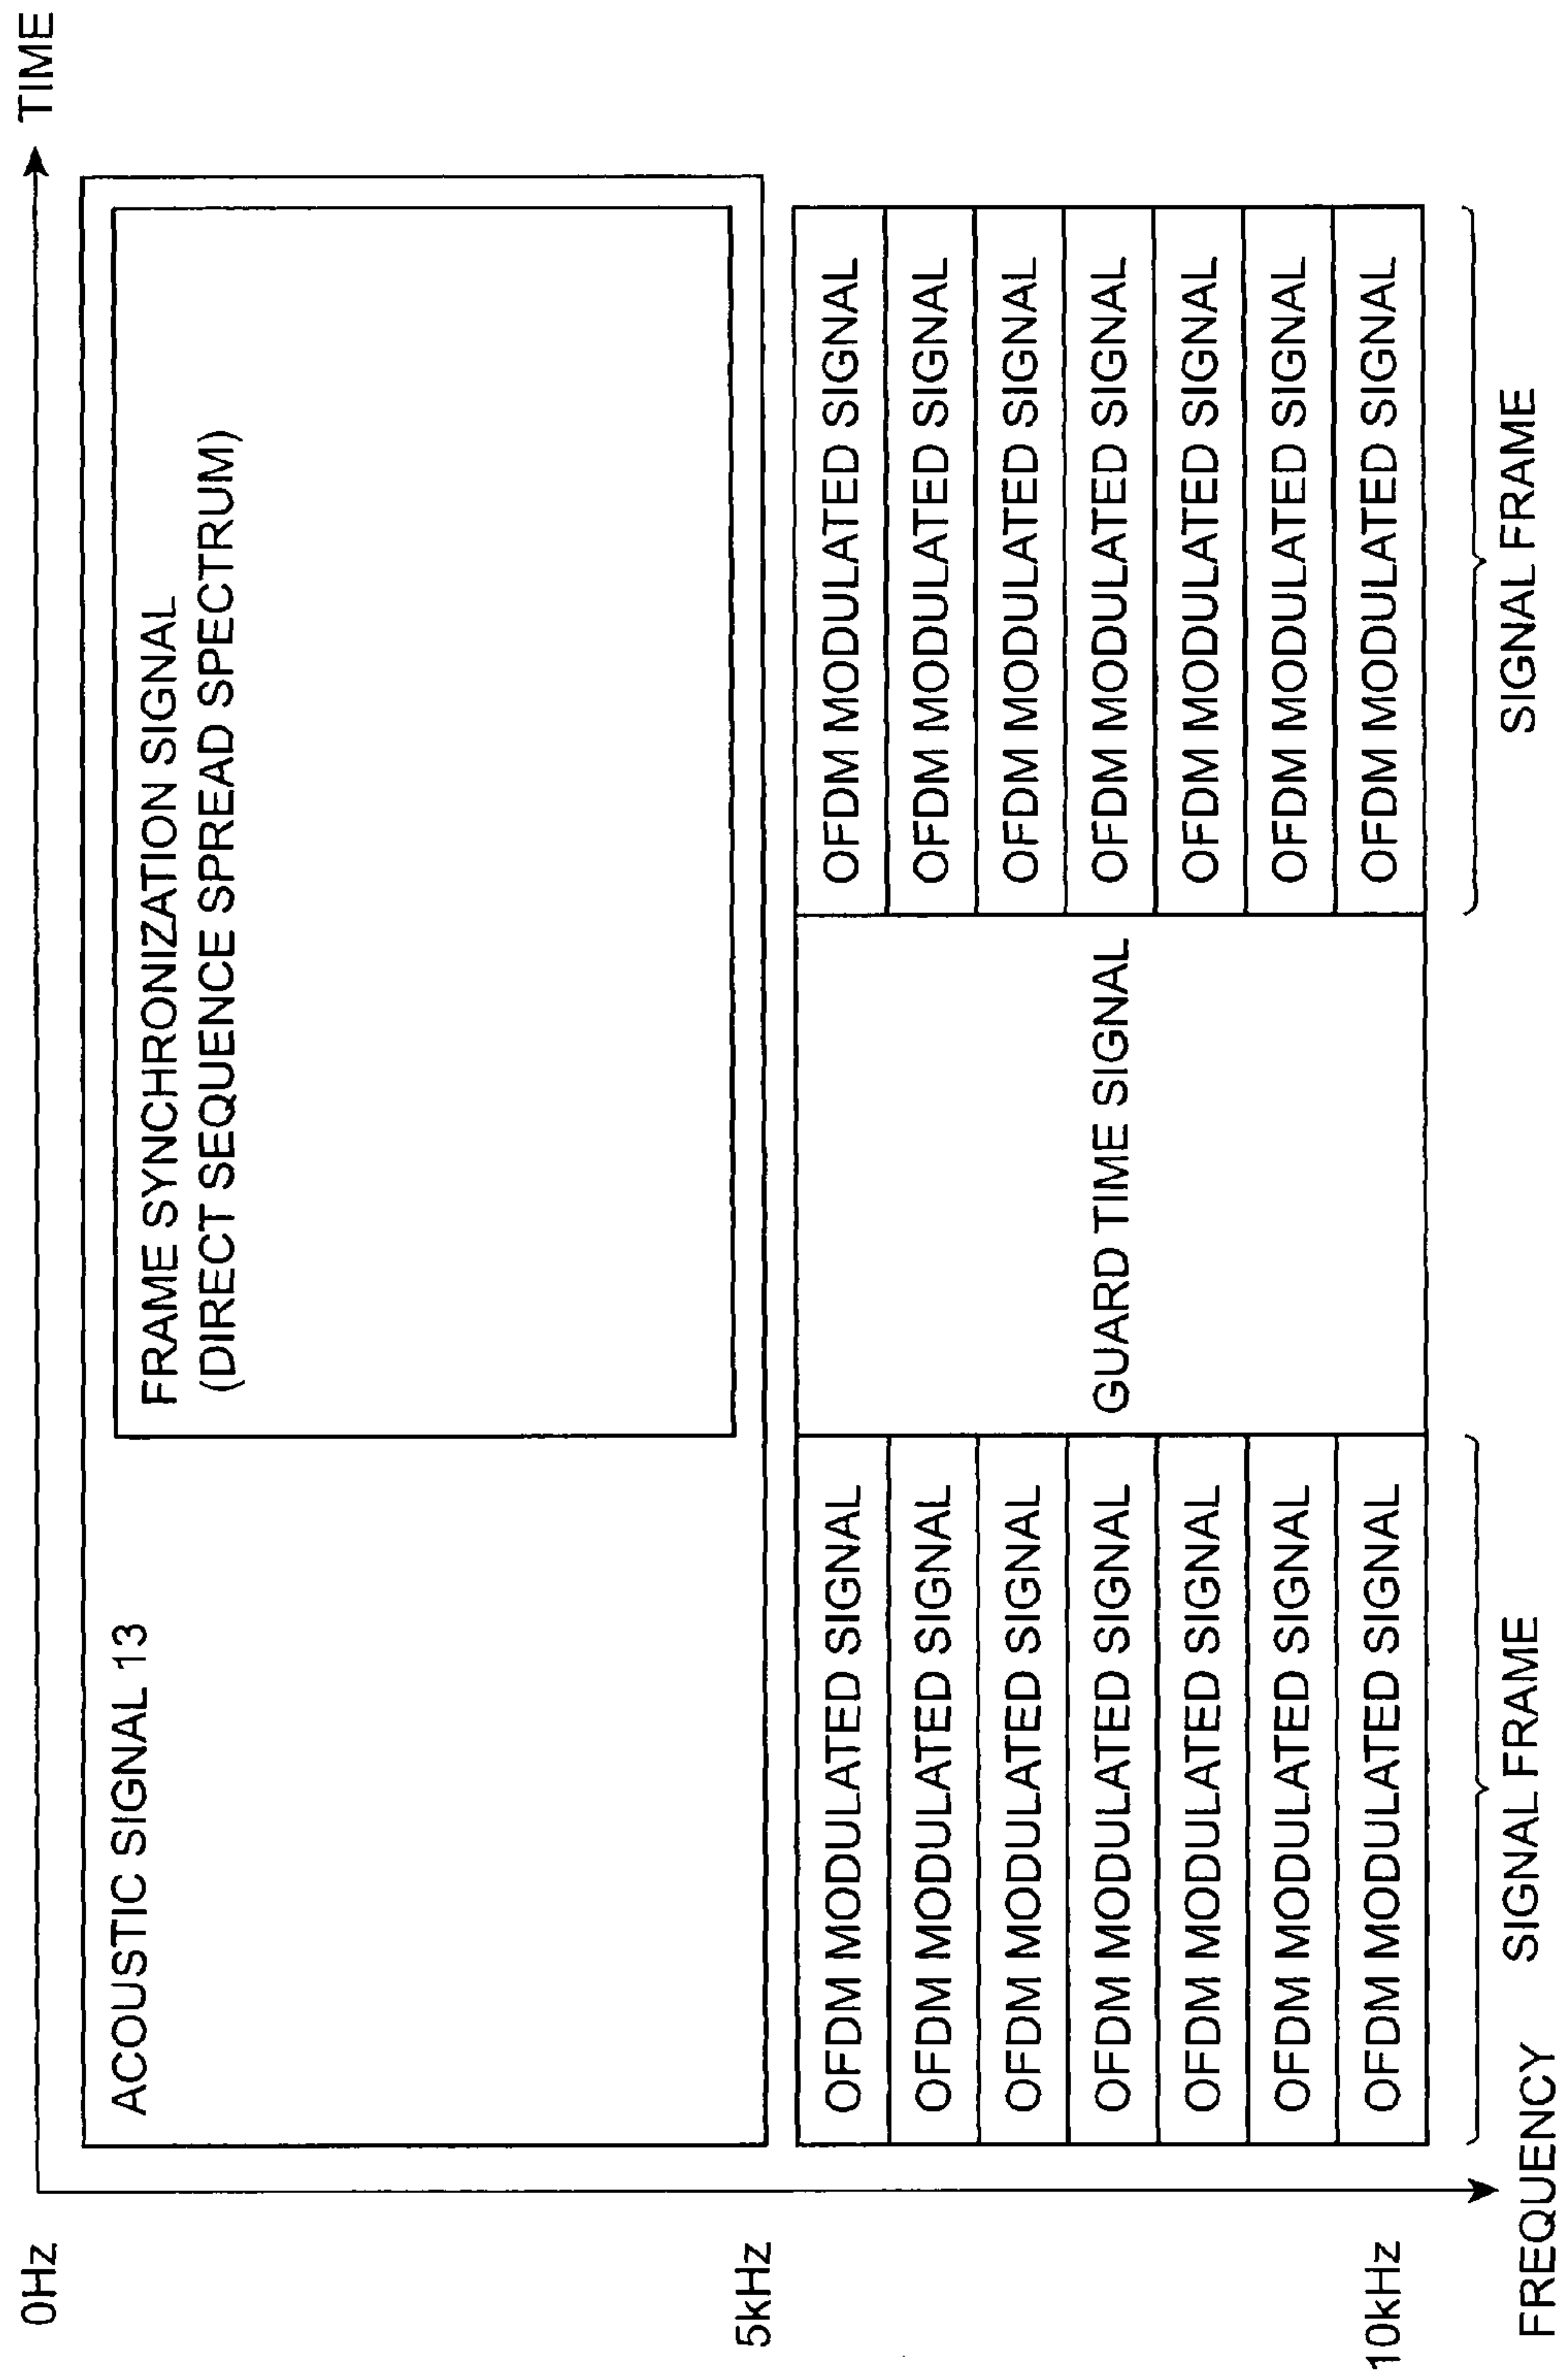 0Hz
TIME
ACOUSTIC SIGNAL 13
FRAME SYNCHRONIZATION SIGNAL
(DIRECT SEQUENCE SPREAD SPECTRUM)
5kHz
OFDM MODULATED SIGNAL
OFDM MODULATED SIGNAL
OFDM MODULATED SIGNAL
OFDM MODULATED SIGNAL
OFDM MODULATED SIGNAL
OFDM MODULATED SIGNAL
OFDM MODULATED SIGNAL
GUARD TIME SIGNAL
OFDM MODULATED SIGNAL
OFDM MODULATED SIGNAL
OFDM MODULATED SIGNAL
OFDM MODULATED SIGNAL
OFDM MODULATED SIGNAL
OFDM MODULATED SIGNAL
OFDM MODULATED SIGNAL
10kHz
FREQUENCY
SIGNAL FRAME
SIGNAL FRAME